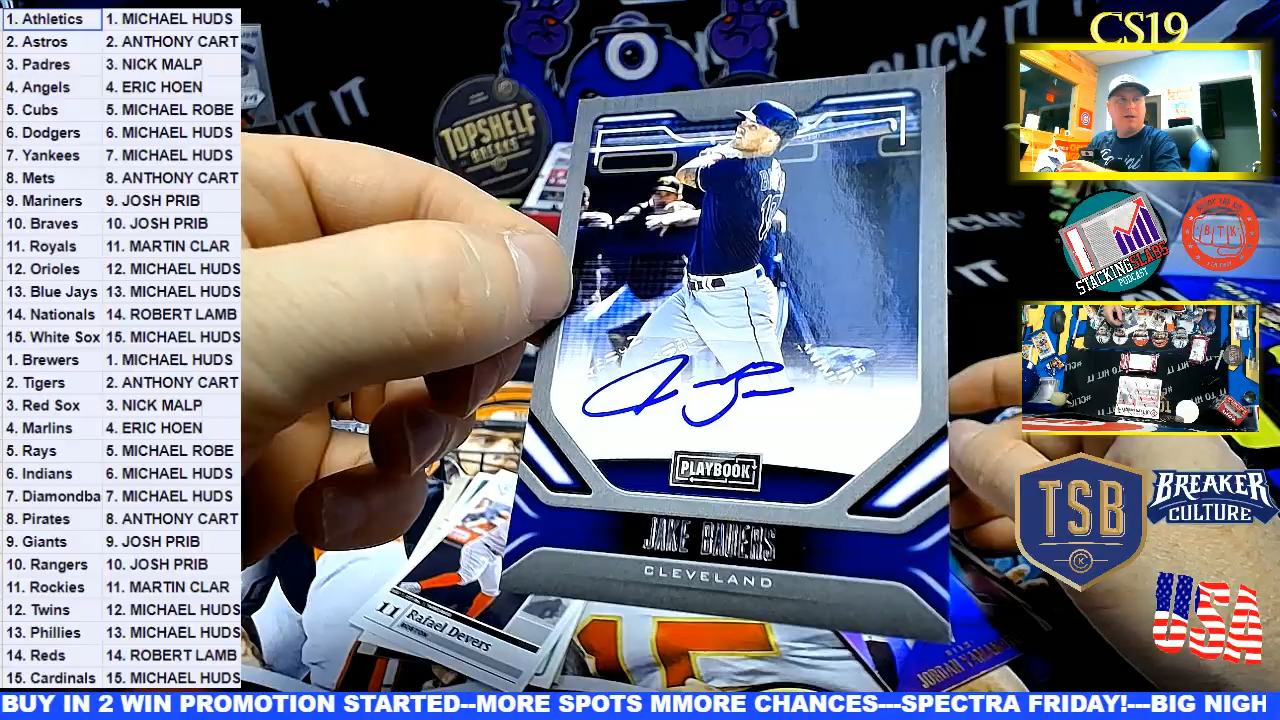 1. Athletics 1. MICHAEL HUDS
2. Astros 2. ANTHONY CART
3. Padres 3. NICK MALP
4. Angels 4. ERIC HOEN
5. Cubs 5. MICHAEL ROBE
6. Dodgers 6. MICHAEL HUDS
7. Yankees 7. MICHAEL HUDS
8. Mets 8. ANTHONY CART
9. Mariners 9. JOSH PRIB
10. Braves 10. JOSH PRIB
11. Royals 11. MARTIN CLAR
12. Orioles 12. MICHAEL HUDS
13. Blue Jays 13. MICHAEL HUDS
14. Nationals 14. ROBERT LAMB
15. White Sox 15. MICHAEL HUDS
1. Brewers 1. MICHAEL HUDS
2. Tigers 2. ANTHONY CART
3. Red Sox 3. NICK MALP
4. Marlins 4. ERIC HOEN
5. Rays 5. MICHAEL ROBE
6. Indians 6. MICHAEL HUDS
7. Diamondba 7. MICHAEL HUDS
8. Pirates 8. ANTHONY CART
9. Giants 9. JOSH PRIB
10. Rangers 10. JOSH PRIB
11. Rockies 11. MARTIN CLAR
12. Twins 12. MICHAEL HUDS
13. Phillies 13. MICHAEL HUDS
14. Reds 14. ROBERT LAMB
15. Cardinals 15. MICHAEL HUDS
CS19
TOPSHELF
BREAKS
CLICK IT
HIT IT
PLAYBOOK
JAKE BAUERS
CLEVELAND
11 Rafael Devers
BOSTON
15
JORDAN
STACKINGSLABS
PODCAST
BTK
TSB
BREAKER
CULTURE
USA
BUY IN 2 WIN PROMOTION STARTED--MORE SPOTS MMORE CHANCES---SPECTRA FRIDAY!---BIG NIGH